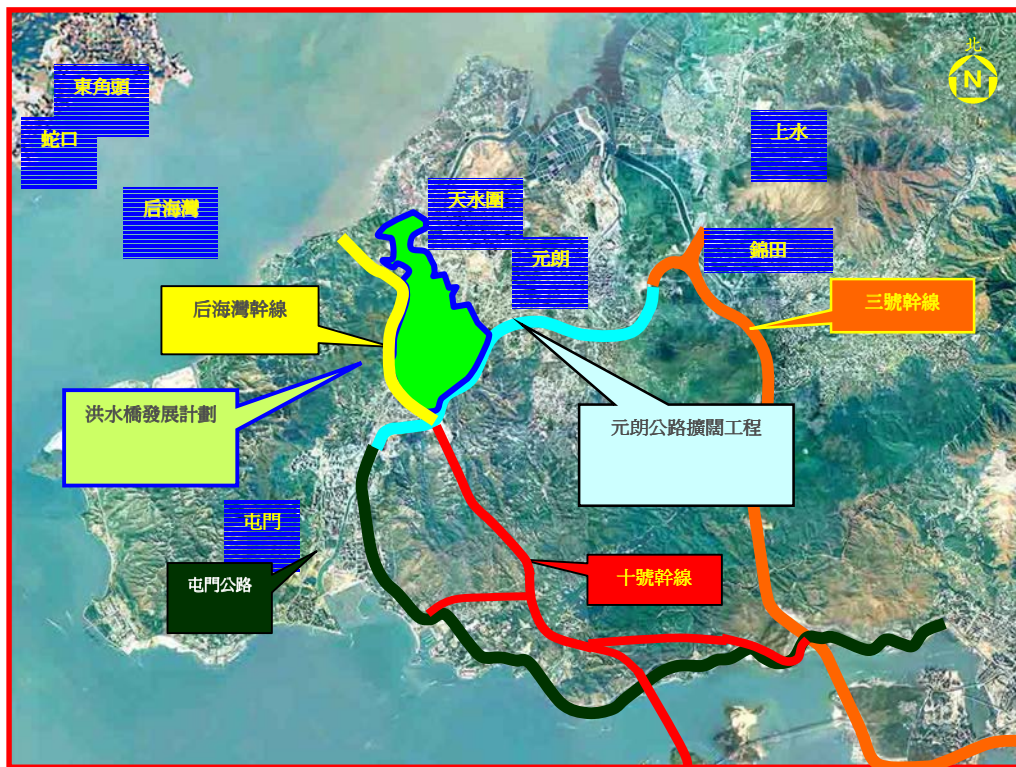 北
N
東角頭
蛇口
上水
后海灣
天水圍
元朗
錦田
后海灣幹線
三號幹線
洪水橋發展計劃
元朗公路擴闊工程
屯門
屯門公路
十號幹線